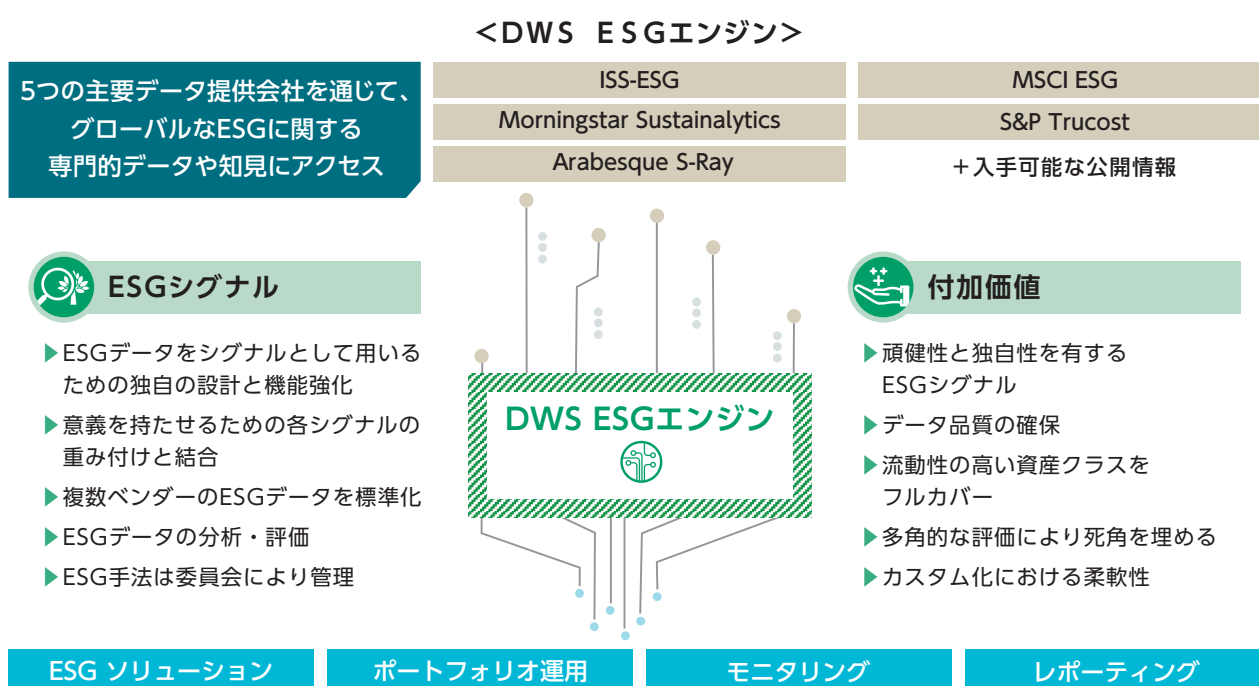 ＜DWS ESGエンジン＞
5つの主要データ提供会社を通じて、
グローバルなESGに関する
専門的データや知見にアクセス
ISS-ESG
MSCI ESG
Morningstar Sustainalytics
S&P Trucost
Arabesque S-Ray
＋入手可能な公開情報
ESGシグナル
▶ESGデータをシグナルとして用いる
ための独自の設計と機能強化
▶意義を持たせるための各シグナルの
重み付けと結合
▶複数ベンダーのESGデータを標準化
▶ESGデータの分析・評価
▶ESG手法は委員会により管理
DWS ESGエンジン
付加価値
▶頑健性と独自性を有する
ESGシグナル
▶データ品質の確保
▶流動性の高い資産クラスを
フルカバー
▶多角的な評価により死角を埋める
▶カスタム化における柔軟性
ESG ソリューション
ポートフォリオ運用
モニタリング
レポーティング